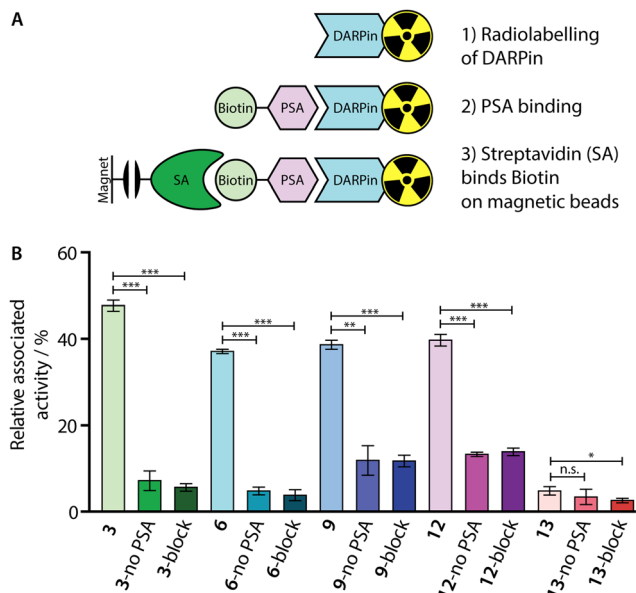 A
DARPin
1) Radiolabelling
of DARPin
Biotin
PSA
DARPin
2) PSA binding
Magnet
SA
Biotin
PSA
DARPin
3) Streptavidin (SA)
binds Biotin
on magnetic beads
B
Relative associated
activity / %
60
40
20
0
***
***
***
***
***
**
***
***
*
n.s.
3
3-no PSA
3-block
6
6-no PSA
6-block
9
9-no PSA
9-block
12
12-no PSA
12-block
13
13-no PSA
13-block